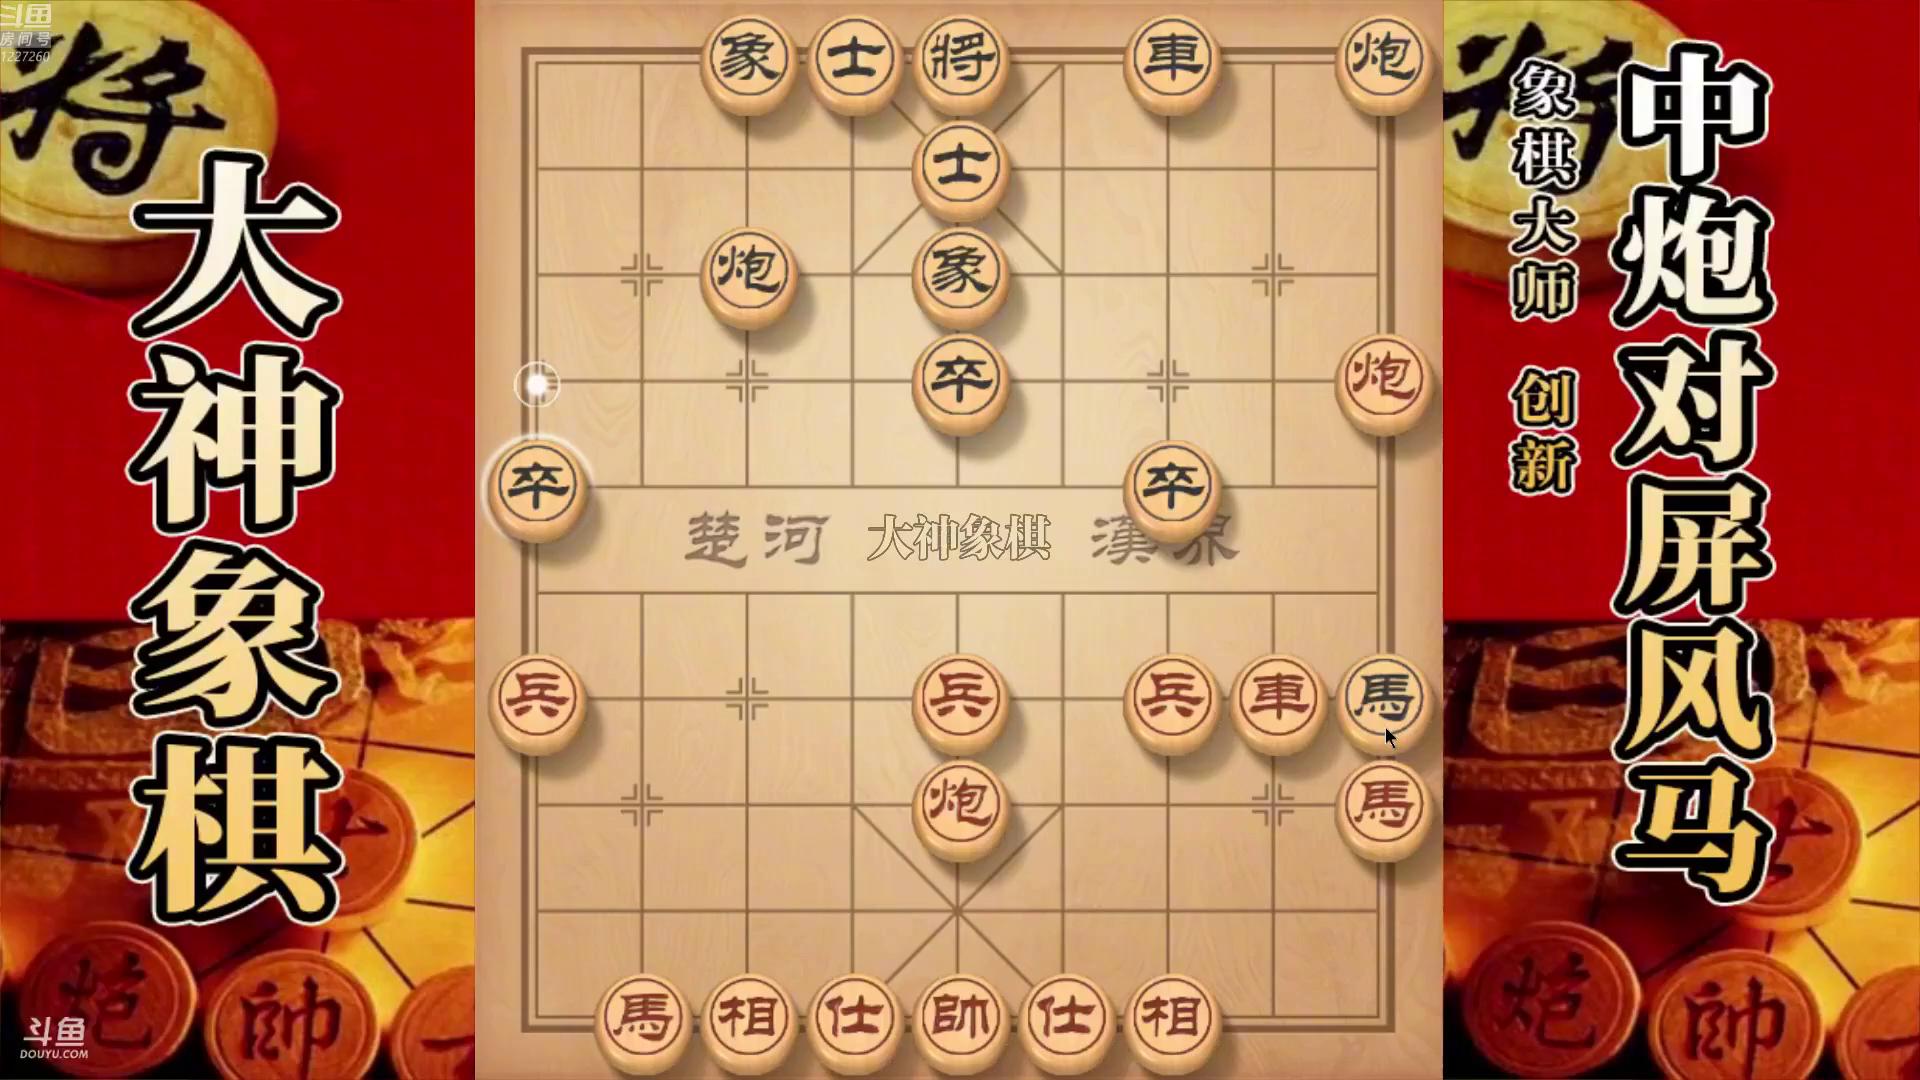 斗鱼
房间号
1227260
将
大神象棋
象士將車炮
士
炮象
卒炮
卒卒
楚河 大神象棋 漢界
兵兵兵車馬
炮馬
馬相仕帥仕相
中炮对屏风马
象棋大师 创新
炮帥
斗鱼
DOUYU.COM